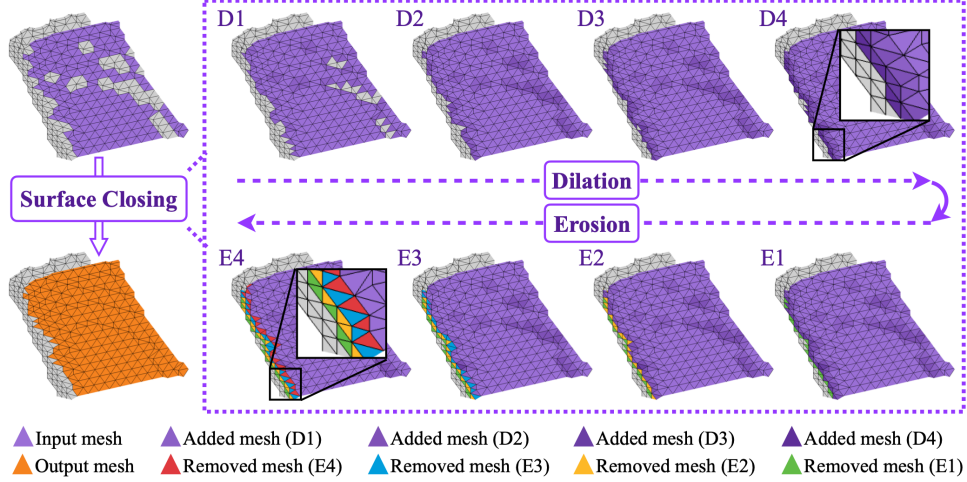 D1
D2
D3
D4
Surface Closing
Dilation
Erosion
E4
E3
E2
E1
Input mesh
Added mesh (D1)
Added mesh (D2)
Added mesh (D3)
Added mesh (D4)
Output mesh
Removed mesh (E4)
Removed mesh (E3)
Removed mesh (E2)
Removed mesh (E1)